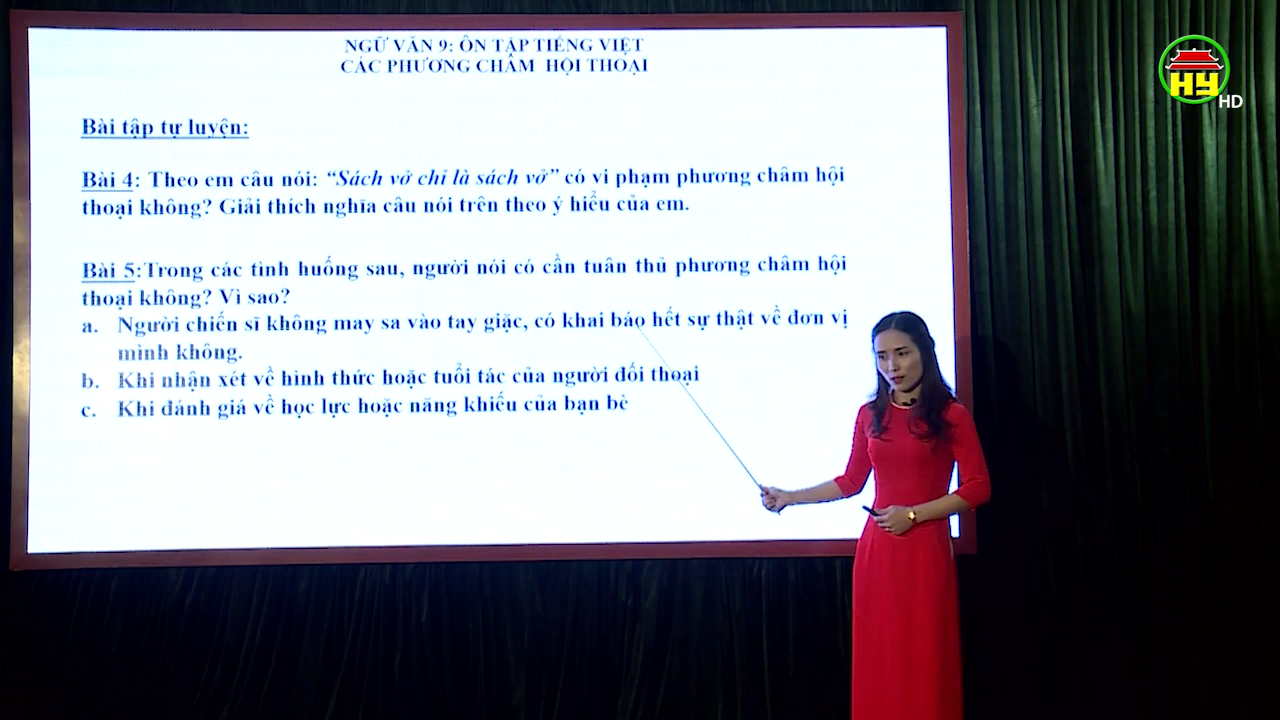 NGỮ VĂN 9: ÔN TẬP TIẾNG VIỆT
CÁC PHƯƠNG CHÂM HỘI THOẠI
Bài tập tự luyện:
Bài 4: Theo em câu nói: “Sách vở chỉ là sách vở” có vi phạm phương châm hội
thoại không? Giải thích nghĩa câu nói trên theo ý hiểu của em.
Bài 5:Trong các tình huống sau, người nói có cần tuân thủ phương châm hội
thoại không? Vì sao?
a. Người chiến sĩ không may sa vào tay giặc, có khai báo hết sự thật về đơn vị
mình không.
b. Khi nhận xét về hình thức hoặc tuổi tác của người đối thoại
c. Khi đánh giá về học lực hoặc năng khiếu của bạn bè
HY
HD